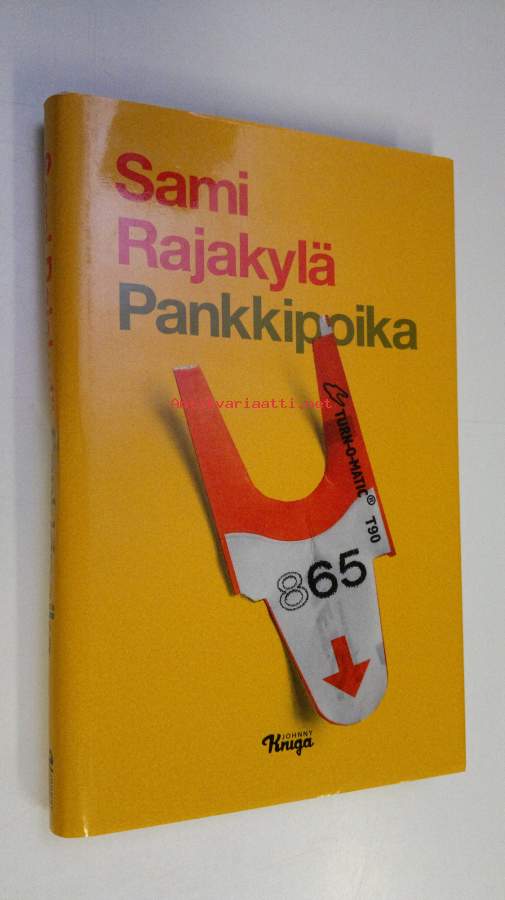 Sami
Rajakylä
Pankkipoika
Antikvariaatti.net
TURN-O-MATIC® T90
865
JOHNNY
Kniga